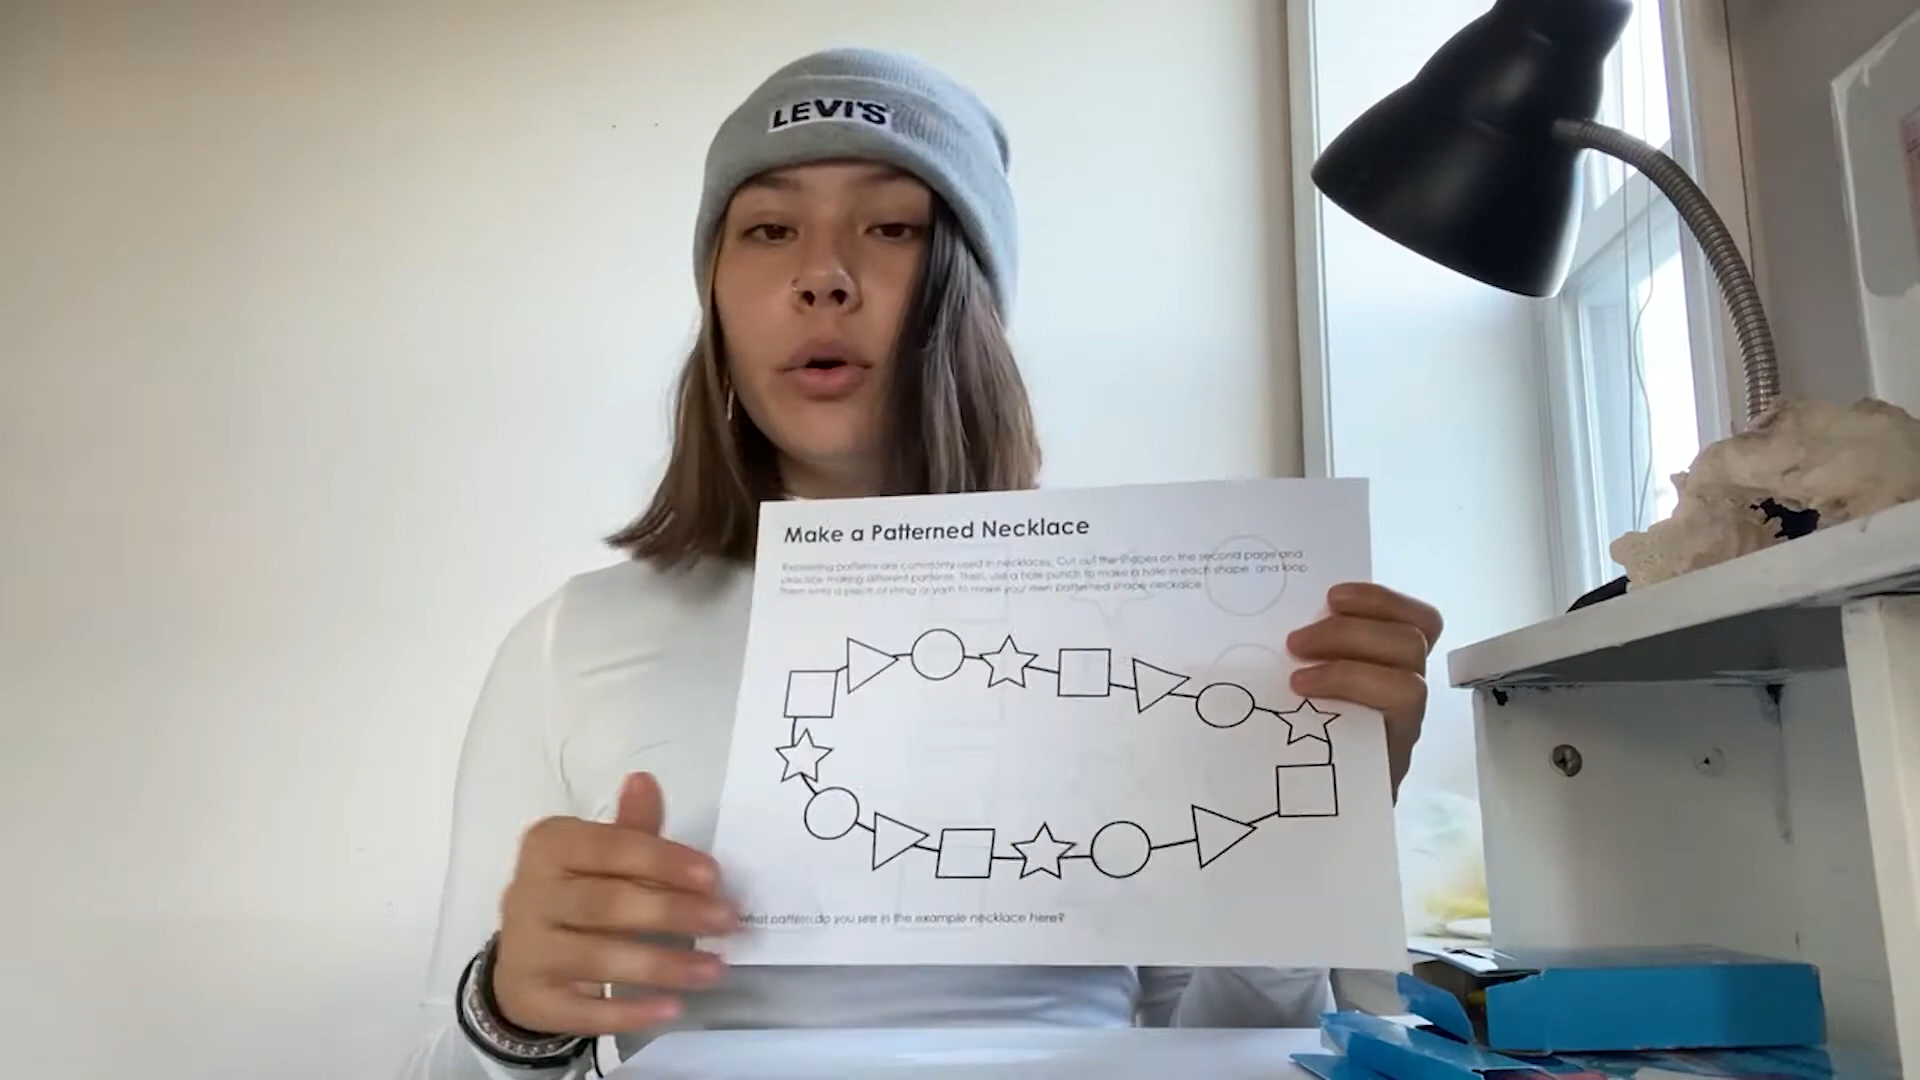 LEVI'S
Make a Patterned Necklace
Repeating patterns are commonly used in necklaces. Cut out the shapes on the second page and
practice making different patterns. Then, use a hole punch to make a hole in each shape, and loop
them onto a piece of string or yarn to make your own patterned shape necklace.
What pattern do you see in the example necklace here?